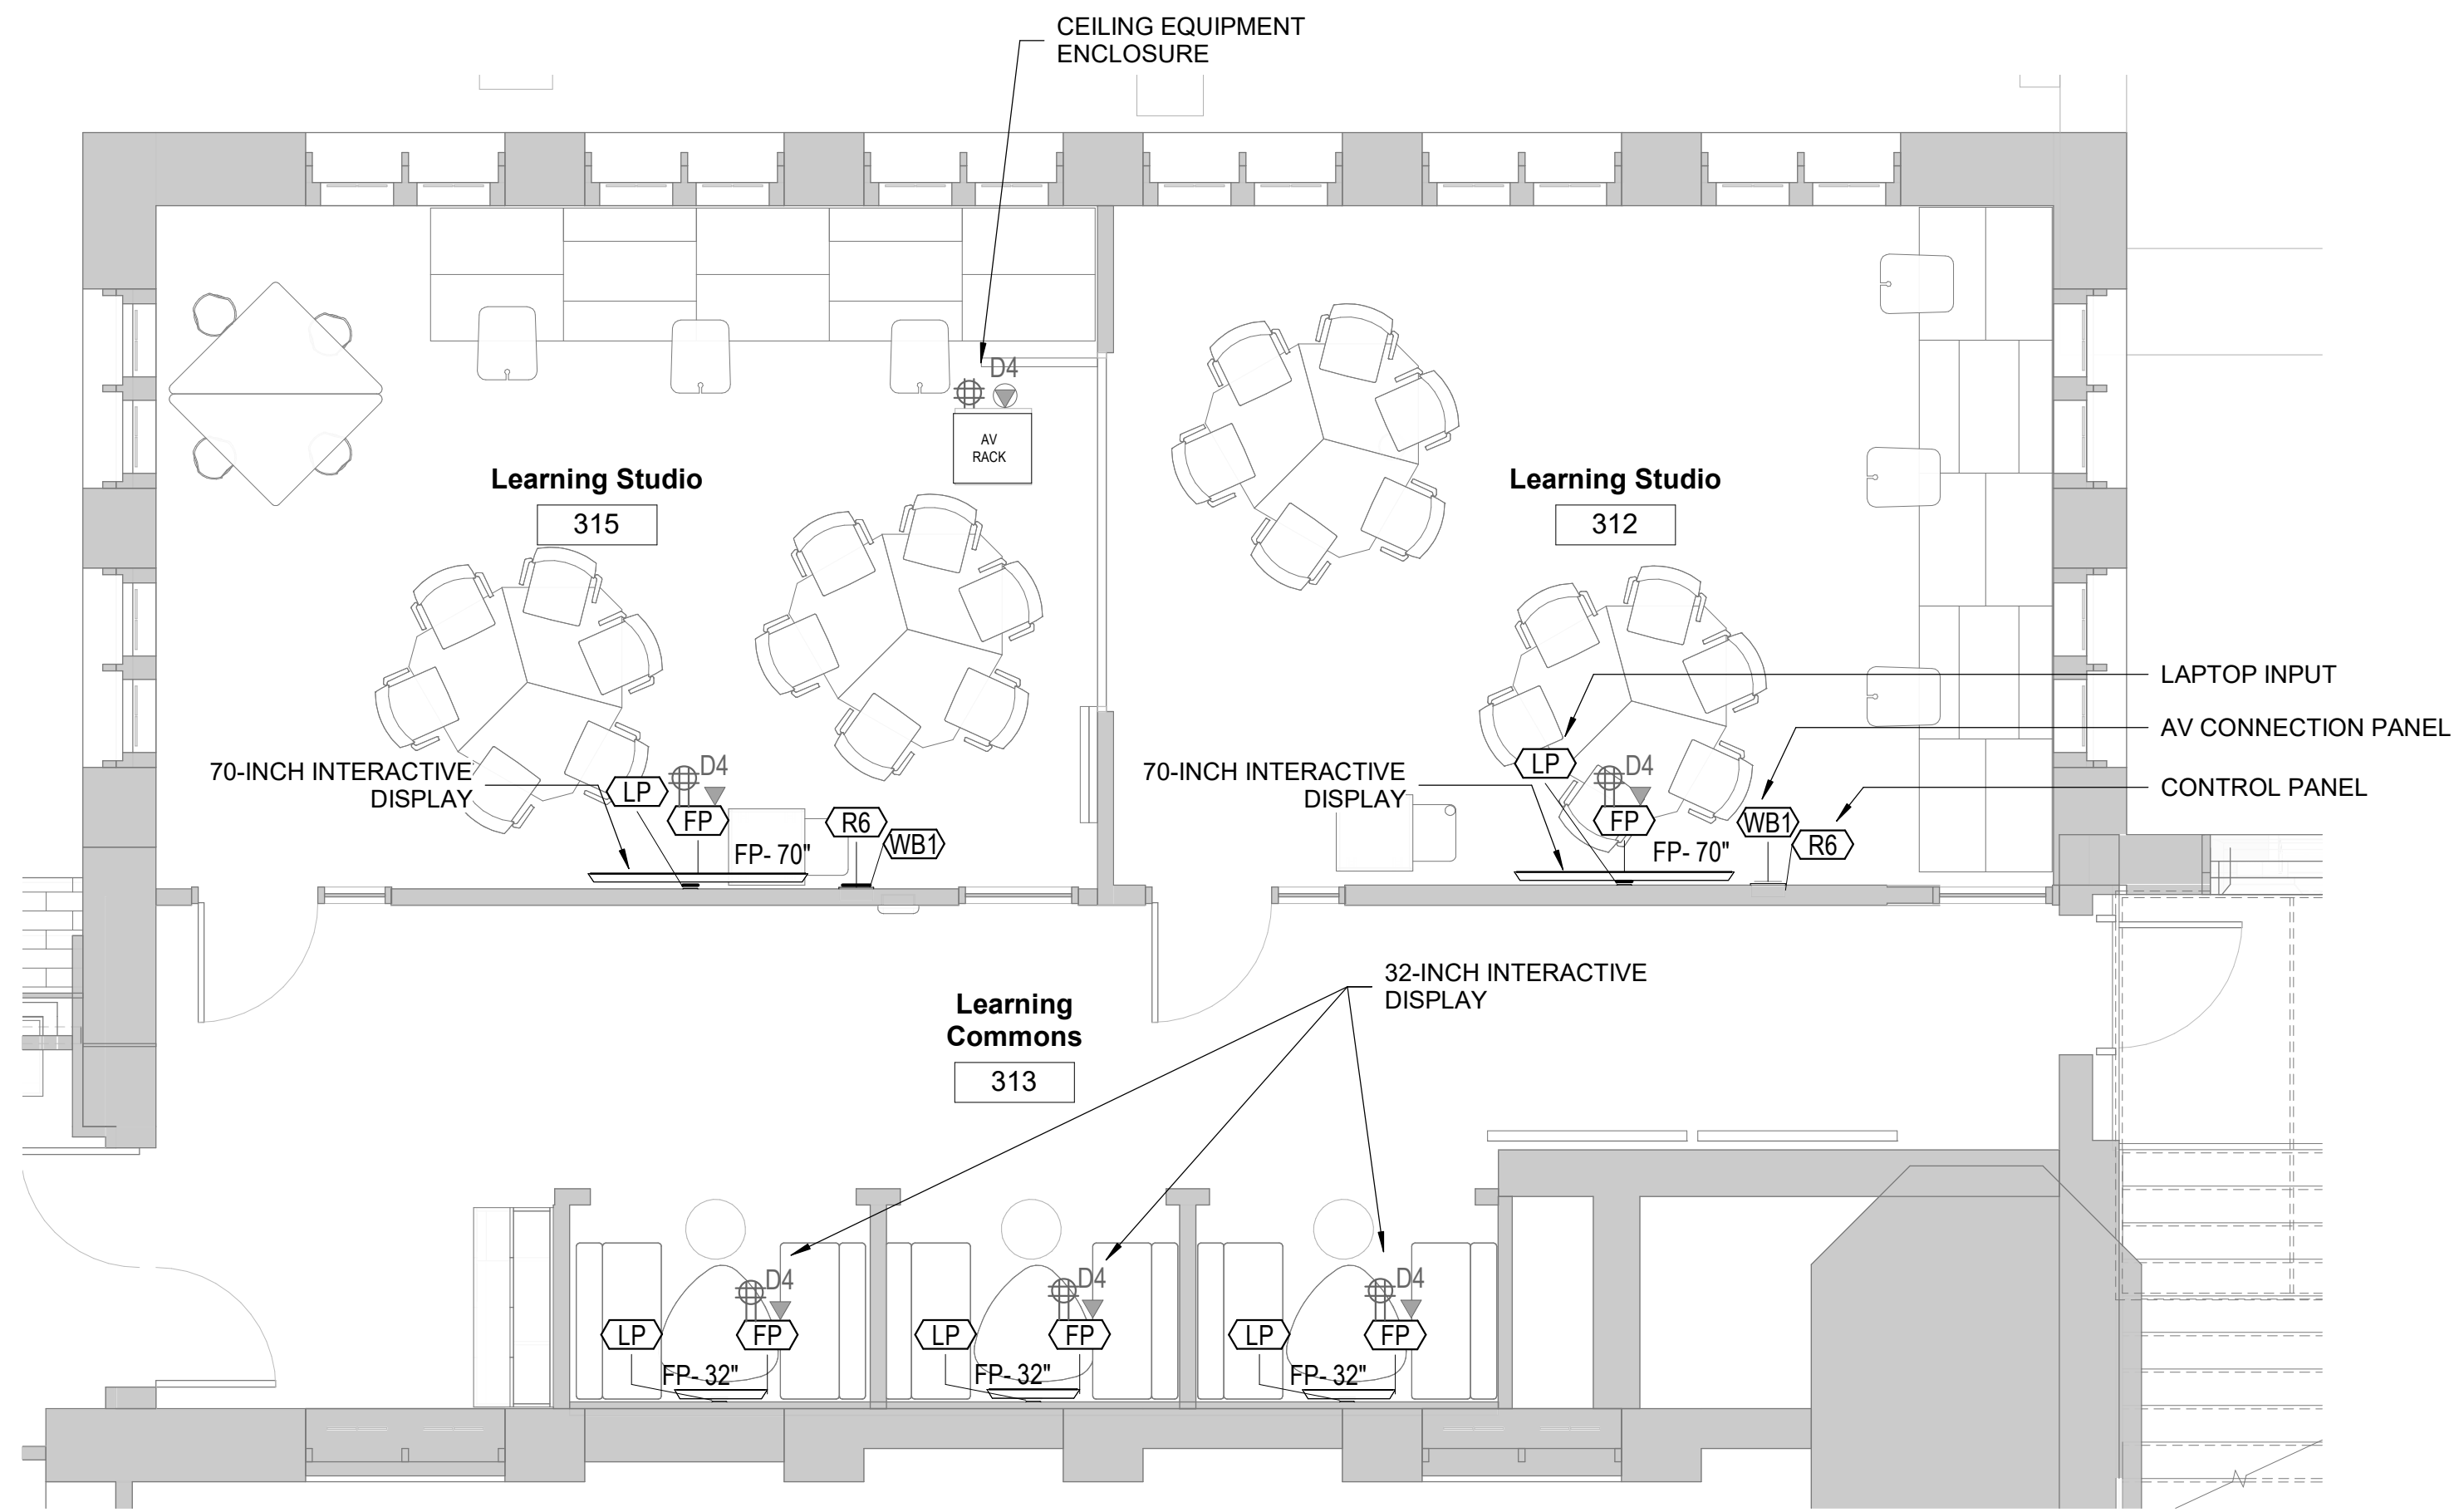 CEILING EQUIPMENT
ENCLOSURE
D4
AV
RACK
Learning Studio
315
Learning Studio
312
LAPTOP INPUT
AV CONNECTION PANEL
CONTROL PANEL
70-INCH INTERACTIVE
DISPLAY
LP
D4
FP
FP- 70"
R6
WB1
70-INCH INTERACTIVE
DISPLAY
LP
D4
FP
FP- 70"
WB1
R6
32-INCH INTERACTIVE
DISPLAY
Learning
Commons
313
D4
LP
FP
FP- 32"
D4
LP
FP
FP- 32"
D4
LP
FP
FP- 32"